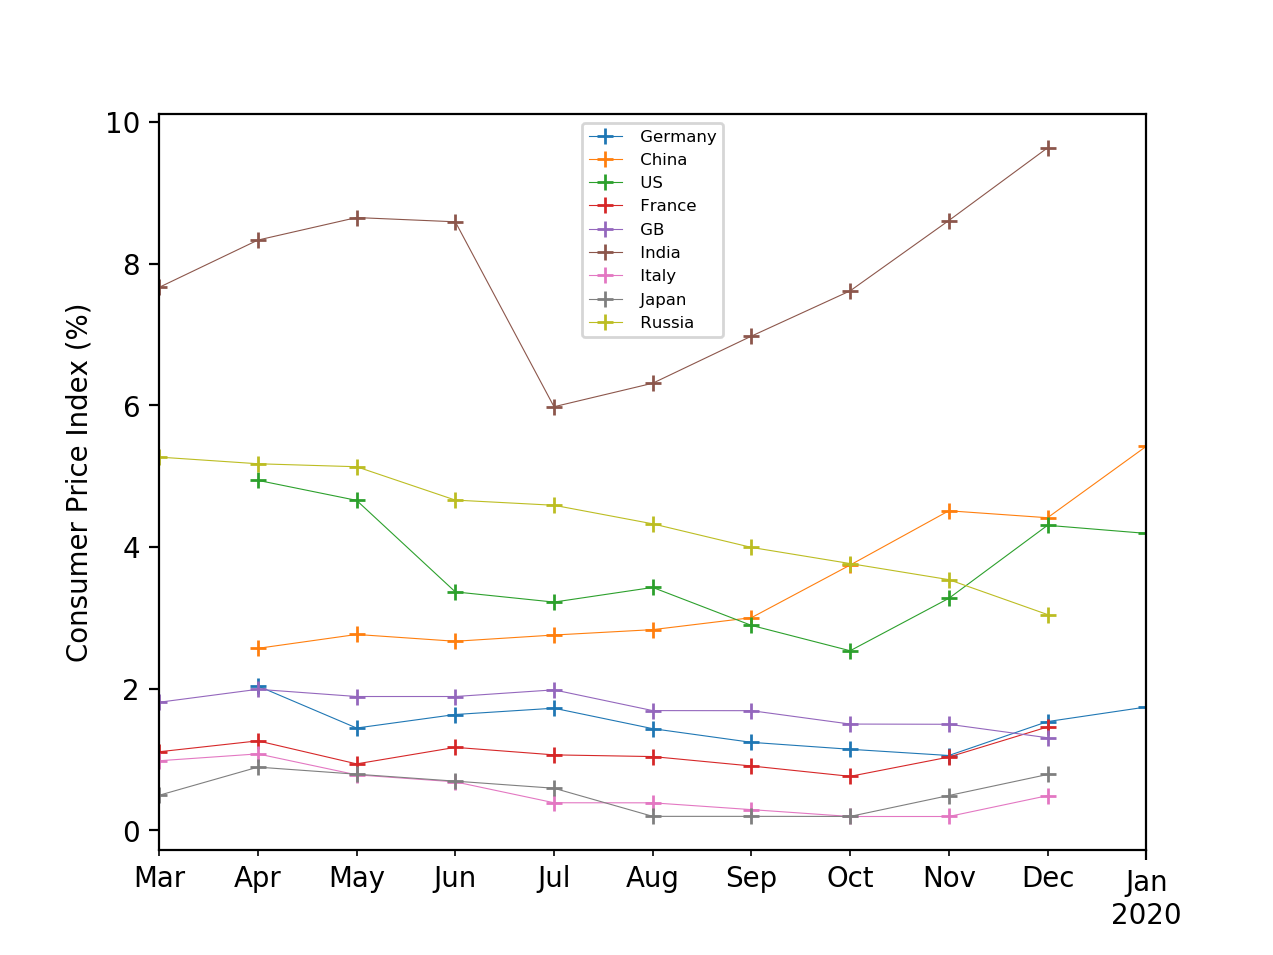 10
8
6
4
2
0
Consumer Price Index (%)
Germany
China
US
France
GB
India
Italy
Japan
Russia
Mar Apr May Jun Jul Aug Sep Oct Nov Dec Jan
2020